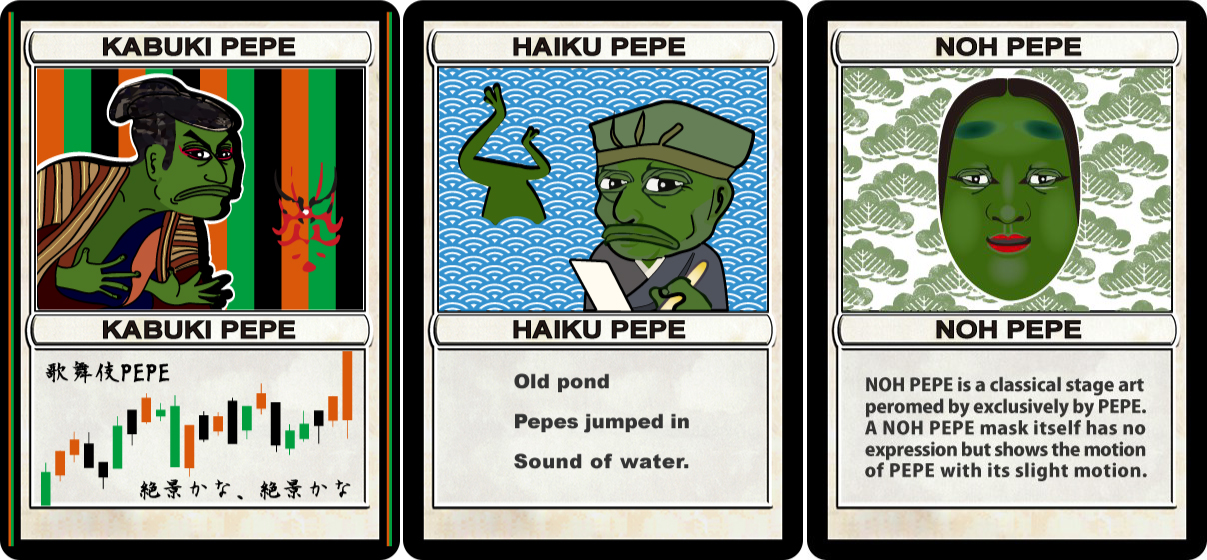 KABUKI PEPE
KABUKI PEPE
歌舞伎PEPE
絶景かな、絶景かな
HAIKU PEPE
HAIKU PEPE
Old pond
Pepes jumped in
Sound of water.
NOH PEPE
NOH PEPE
NOH PEPE is a classical stage art
peromed by exclusively by PEPE.
A NOH PEPE mask itself has no
expression but shows the motion
of PEPE with its slight motion.